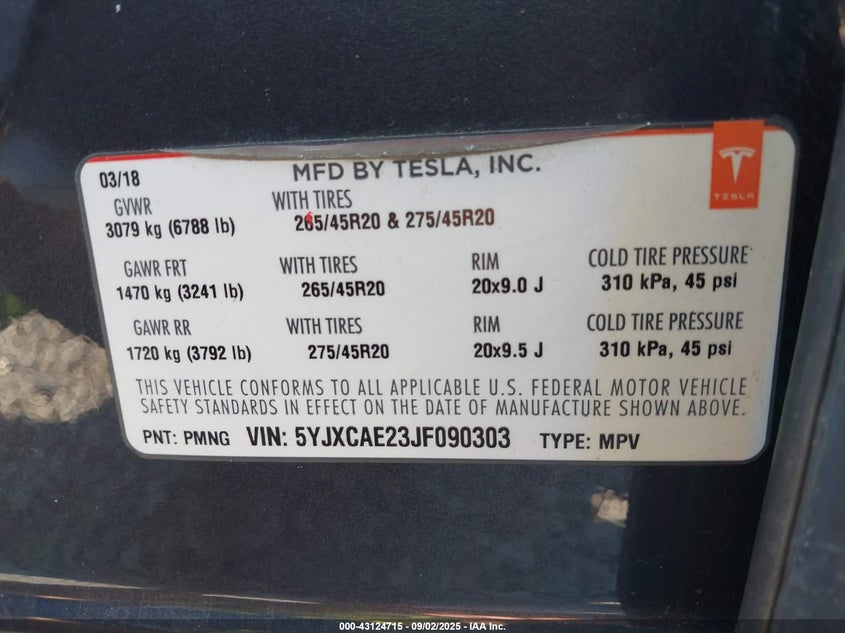 03/18 MFD BY TESLA, INC.
TESLA
GVWR WITH TIRES
3079 kg (6788 lb) 265/45R20 & 275/45R20
GAWR FRT WITH TIRES RIM COLD TIRE PRESSURE
1470 kg (3241 lb) 265/45R20 20x9.0 J 310 kPa, 45 psi
GAWR RR WITH TIRES RIM COLD TIRE PRESSURE
1720 kg (3792 lb) 275/45R20 20x9.5 J 310 kPa, 45 psi
THIS VEHICLE CONFORMS TO ALL APPLICABLE U.S. FEDERAL MOTOR VEHICLE
SAFETY STANDARDS IN EFFECT ON THE DATE OF MANUFACTURE SHOWN ABOVE.
PNT: PMNG VIN: 5YJXCAE23JF090303 TYPE: MPV
000-43124715 - 09/02/2025 - IAA Inc.